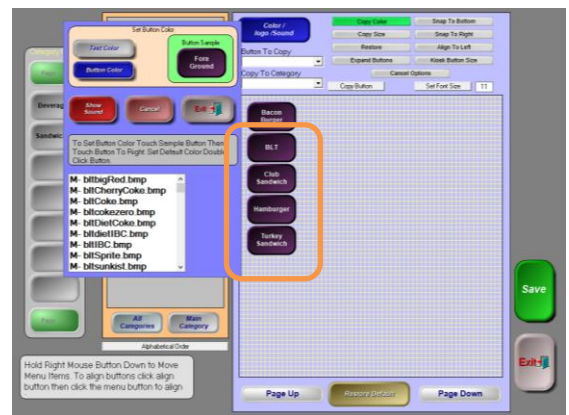 Set Button Color
Text Color
Button Color
Button Sample
Fore
Ground
Show
Sound
Cancel
Exit
To Set Button Color Touch Sample Button Then
Touch Button To Right. Set Default Color Double
Click Button.
M- bltbigRed.bmp
M- bltCherryCoke.bmp
M- bltCoke.bmp
M- bltcokezero.bmp
M- bltDietCoke.bmp
M- bltdietIBC.bmp
M- bltIBC.bmp
M- bltSprite.bmp
M- bltsunkist.bmp
Beverag
Sandwic
All
Categories
Main
Category
Alphabetical Order
Hold Right Mouse Button Down to Move
Menu Items. To align buttons click align
button then click the menu button to align
Color /
logo /Sound
Button To Copy
Copy To Category
Copy Color
Copy Size
Restore
Expand Buttons
Snap To Bottom
Snap To Right
Align To Left
Kiosk Button Size
Cancel Options
Copy Button
Set Font Size
11
Bacon
Burger
BLT
Club
Sandwich
Hamburger
Turkey
Sandwich
Page Up
Restore Defaults
Page Down
Save
Exit